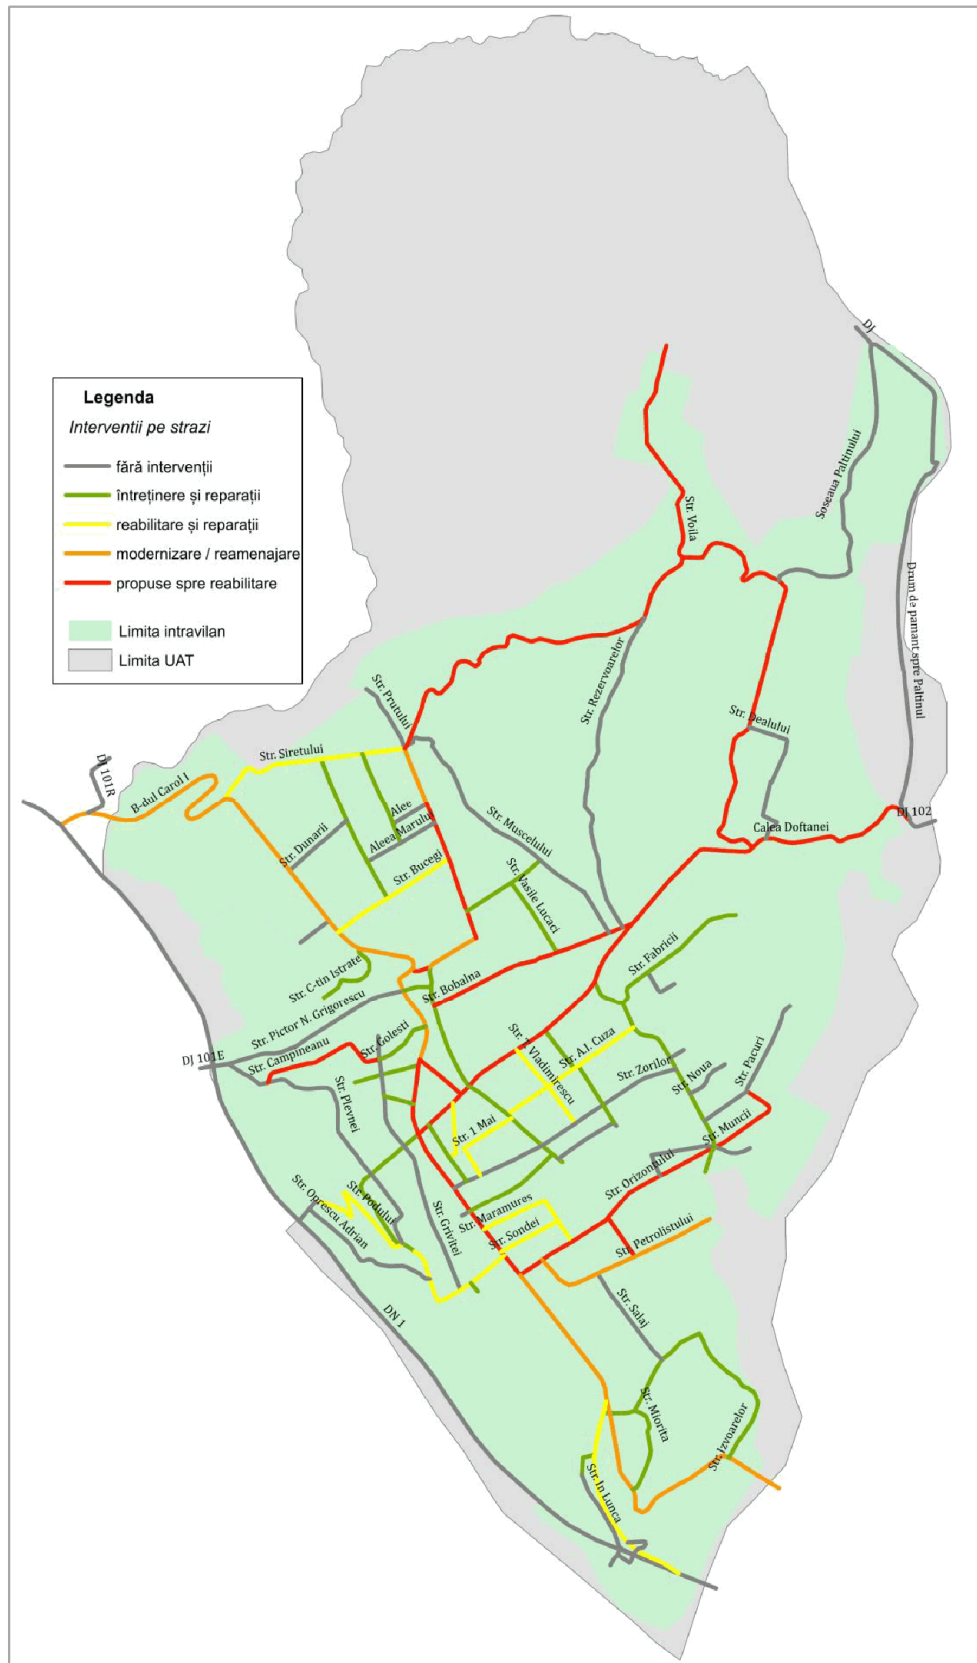 DJ
Legenda
Interventii pe strazi
fără intervenții
întreținere și reparații
reabilitare și reparații
modernizare / reamenajare
propuse spre reabilitare
Limita intravilan
Limita UAT
Soseaua Paltinului
Str. Voila
Drum de pamant spre Paltinul
Str. Rezervoarelor
Str. Prutului
Str. Dealului
Str. Siretului
DJ 101R
B-dul Carol I
Alee
Aleea Marului
Str. Dunarii
Str. Bucegi
Str. Muscelului
Calea Doftanei
DJ 102
Str. Vasile Lucaci
Str. Fabricii
Str. C-tin Istrate
Str. Bobalna
Str. Pictor N. Grigorescu
Str. Golesti
DJ 101E
Str. Campineanu
Str. T. Vladimirescu
Str. A.I. Cuza
Str. Zorilor
Str. Noua
Str. Pacuri
Str. Plevnei
Str. 1 Mai
Str. Muncii
Str. Orizontului
Str. Oprescu Adrian
Str. Podului
Str. Grivitei
Str. Maramures
Str. Sondei
Str. Petrolistului
DN 1
Str. Salaj
Str. Miorita
Str. Izvoarelor
Str. In Lunca